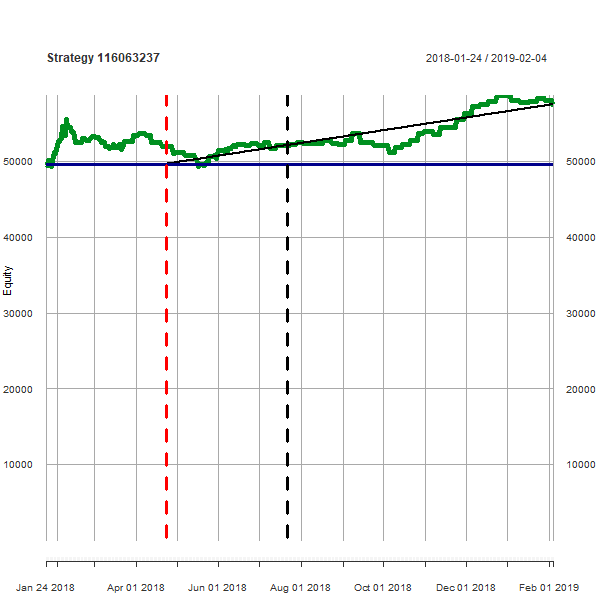 Strategy 116063237
2018-01-24 / 2019-02-04
50000
50000
40000
40000
Equity
30000
30000
20000
20000
10000
10000
Jan 24 2018
Apr 01 2018
Jun 01 2018
Aug 01 2018
Oct 01 2018
Dec 01 2018
Feb 01 2019